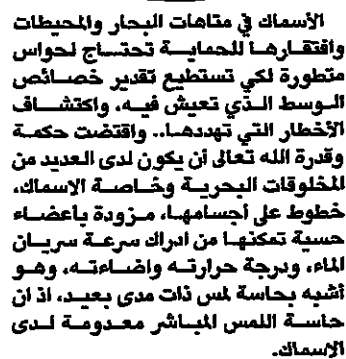 الأسماك في متاهات البحار والمحيطات
وافتقارها للحماية تحتاج لحواس
متطورة لكي تستطيع تقدير خصائص
الوسط الذي تعيش فيه، واكتشاف
الأخطار التي تهددها.. واقتضت حكمة
وقدرة الله تعالى أن يكون لدى العديد من
المخلوقات البحرية وخاصة الاسماك،
خطوط على أجسامها، مزودة بأعضاء
حسية تمكنها من ادراك سرعة سريان
الماء، ودرجة حرارته واضاءته، وهو
أشبه بحاسة لمس ذات مدى بعيد، اذ ان
حاسة اللمس المباشر معدومة لدى
الاسماك.